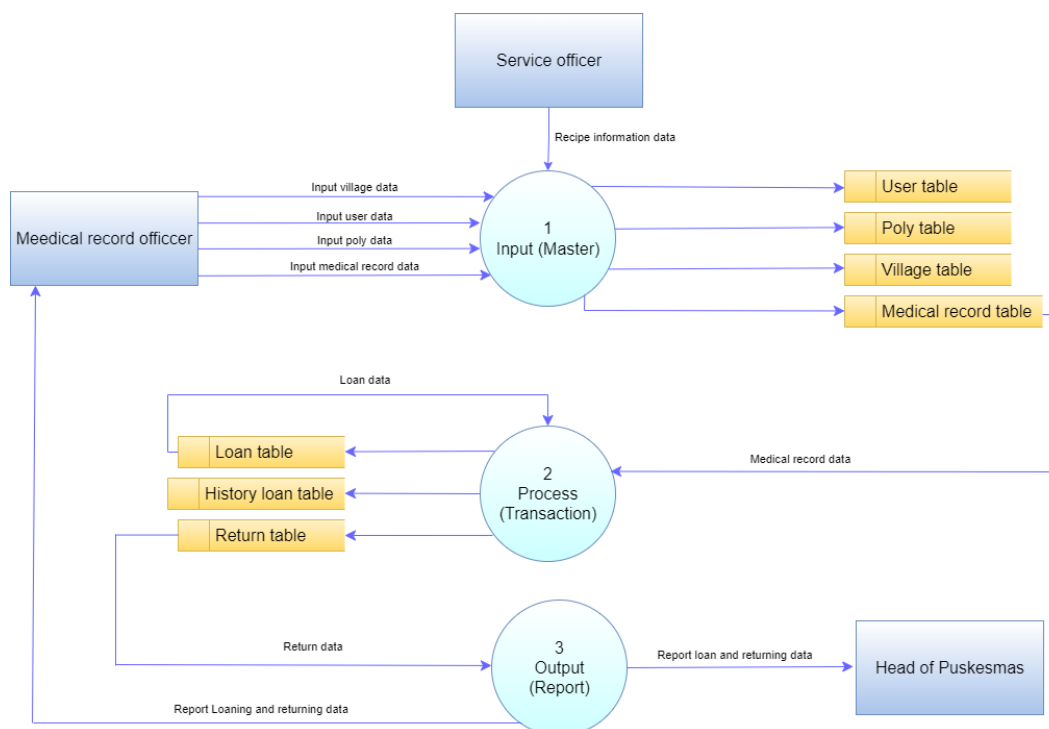 Service officer
Recipe information data
Input village data
Input user data
Input poly data
Input medical record data
Meedical record officcer
1
Input (Master)
User table
Poly table
Village table
Medical record table
Loan data
Loan table
History loan table
Return table
2
Process
(Transaction)
Medical record data
Return data
3
Output
(Report)
Report loan and returning data
Head of Puskesmas
Report Loaning and returning data